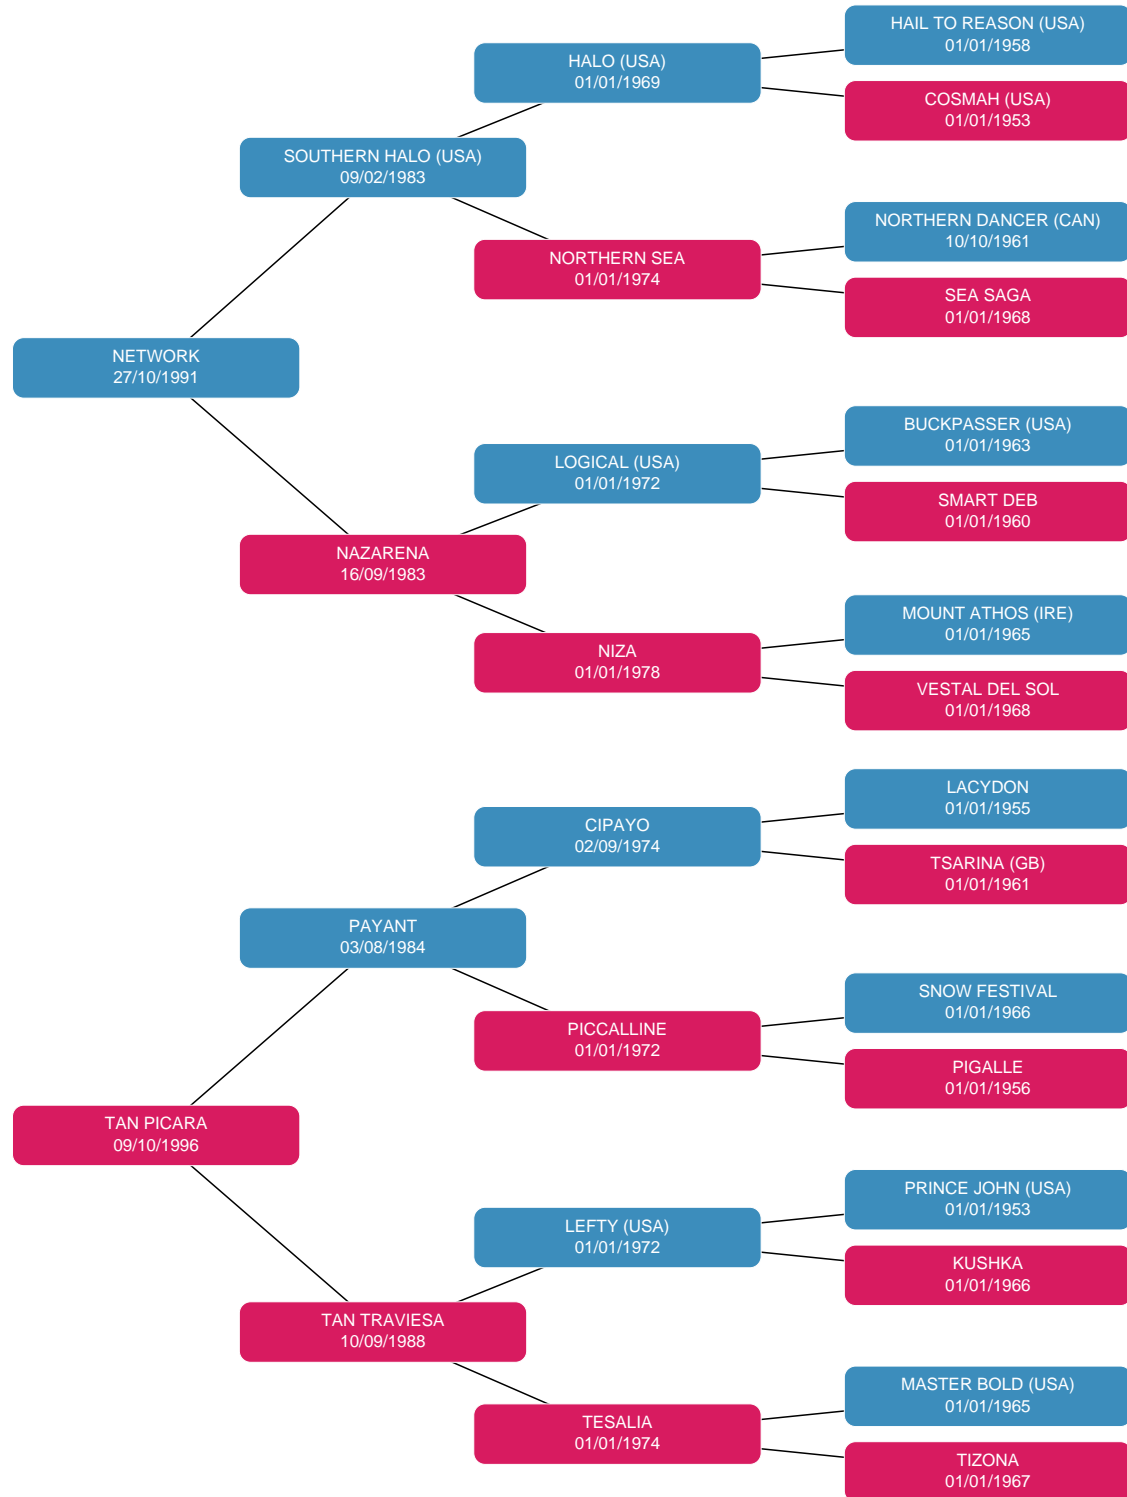 HAIL TO REASON (USA)
01/01/1958
HALO (USA)
01/01/1969
COSMAH (USA)
01/01/1953
SOUTHERN HALO (USA)
09/02/1983
NORTHERN DANCER (CAN)
10/10/1961
NORTHERN SEA
01/01/1974
SEA SAGA
01/01/1968
NETWORK
27/10/1991
BUCKPASSER (USA)
01/01/1963
LOGICAL (USA)
01/01/1972
SMART DEB
01/01/1960
NAZARENA
16/09/1983
MOUNT ATHOS (IRE)
01/01/1965
NIZA
01/01/1978
VESTAL DEL SOL
01/01/1968
LACYDON
01/01/1955
CIPAYO
02/09/1974
TSARINA (GB)
01/01/1961
PAYANT
03/08/1984
SNOW FESTIVAL
01/01/1966
PICCALLINE
01/01/1972
PIGALLE
01/01/1956
TAN PICARA
09/10/1996
PRINCE JOHN (USA)
01/01/1953
LEFTY (USA)
01/01/1972
KUSHKA
01/01/1966
TAN TRAVIESA
10/09/1988
MASTER BOLD (USA)
01/01/1965
TESALIA
01/01/1974
TIZONA
01/01/1967